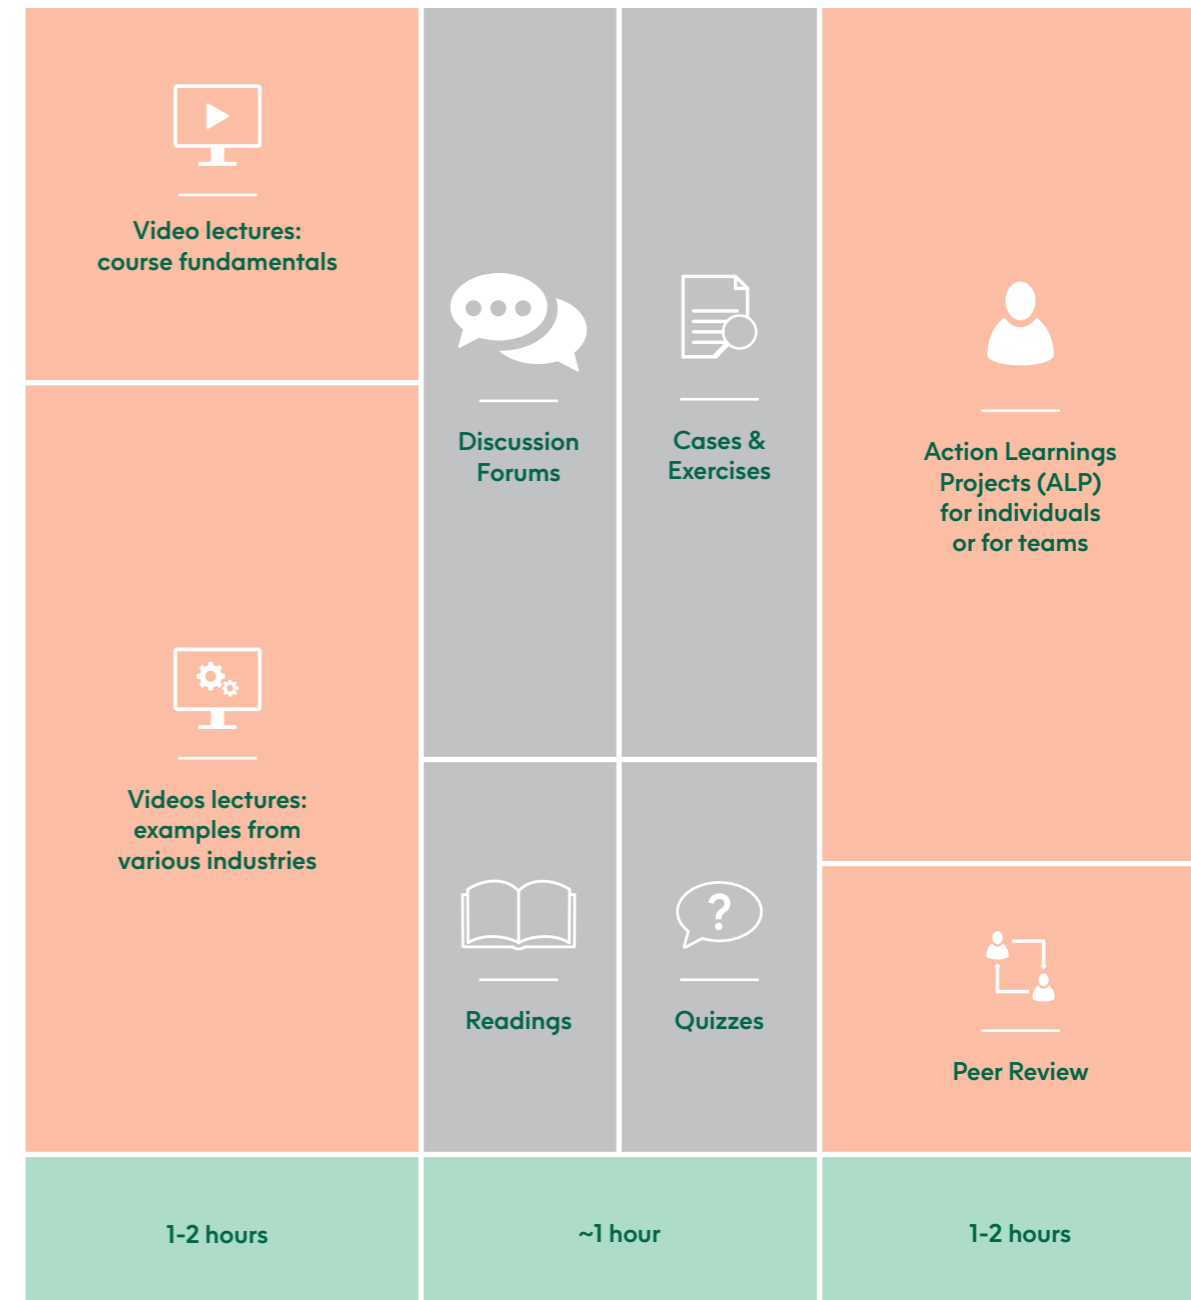 Video lectures:
course fundamentals
Videos lectures:
examples from
various industries
Discussion
Forums
Cases &
Exercises
Readings
?
Quizzes
Action Learnings
Projects (ALP)
for individuals
or for teams
Peer Review
1-2 hours
~1 hour
1-2 hours